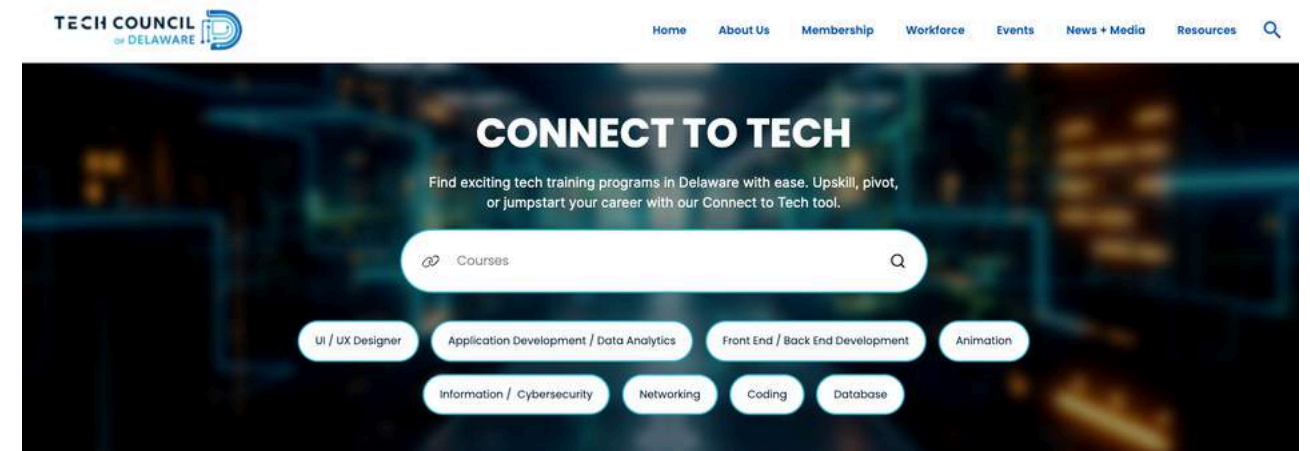 TECH COUNCIL
OF DELAWARE
Home About Us Membership Workforce Events News + Media Resources
CONNECT TO TECH
Find exciting tech training programs in Delaware with ease. Upskill, pivot,
or jumpstart your career with our Connect to Tech tool.
Courses
UI / UX Designer Application Development / Data Analytics Front End / Back End Development Animation
Information / Cybersecurity Networking Coding Database